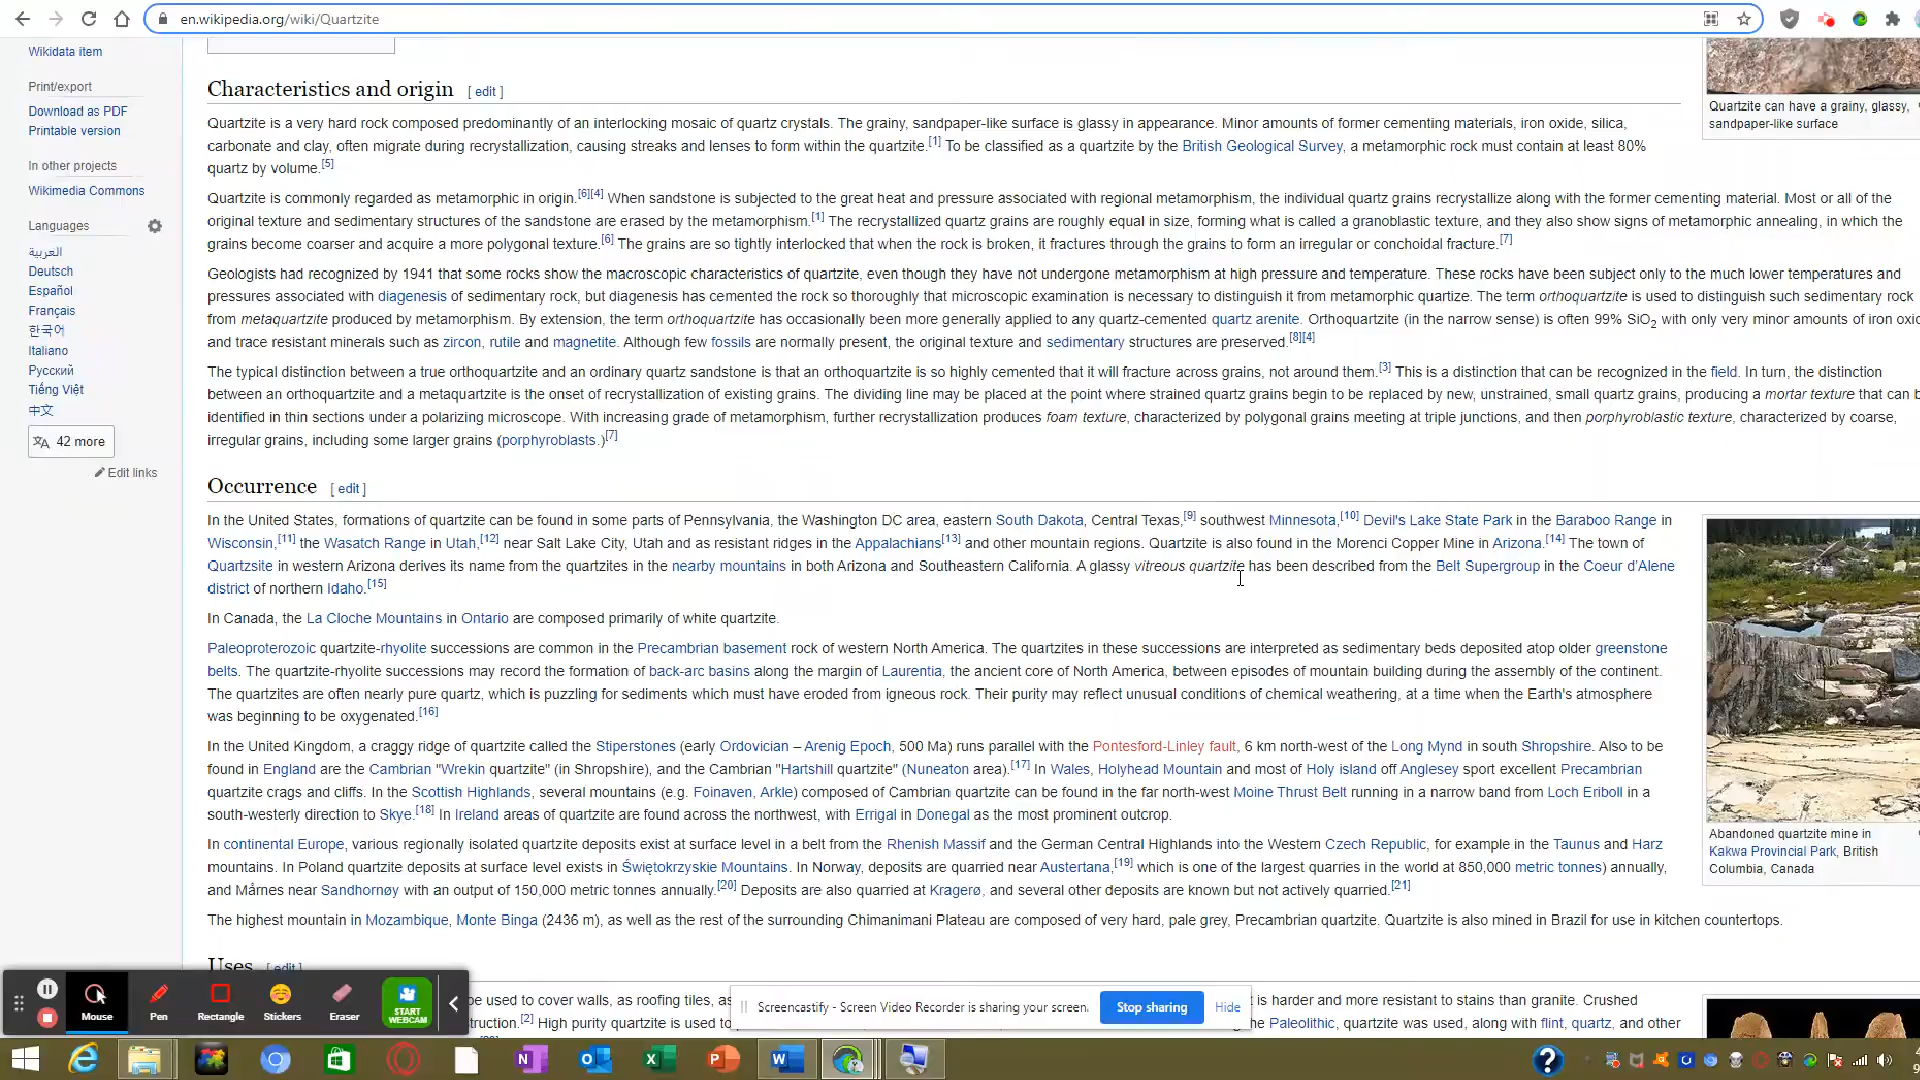 en.wikipedia.org/wiki/Quartzite
Wikidata item
Print/export
Download as PDF
Printable version
In other projects
Wikimedia Commons
Languages
العربية
Deutsch
Español
Français
한국어
Italiano
Русский
Tiếng Việt
中文
42 more
Edit links
Characteristics and origin [ edit ]
Quartzite is a very hard rock composed predominantly of an interlocking mosaic of quartz crystals. The grainy, sandpaper-like surface is glassy in appearance. Minor amounts of former cementing materials, iron oxide, silica,
carbonate and clay, often migrate during recrystallization, causing streaks and lenses to form within the quartzite.[1] To be classified as a quartzite by the British Geological Survey, a metamorphic rock must contain at least 80%
quartz by volume.[5]
Quartzite is commonly regarded as metamorphic in origin.[6][4] When sandstone is subjected to the great heat and pressure associated with regional metamorphism, the individual quartz grains recrystallize along with the former cementing material. Most or all of the
original texture and sedimentary structures of the sandstone are erased by the metamorphism.[1] The recrystallized quartz grains are roughly equal in size, forming what is called a granoblastic texture, and they also show signs of metamorphic annealing, in which the
grains become coarser and acquire a more polygonal texture.[6] The grains are so tightly interlocked that when the rock is broken, it fractures through the grains to form an irregular or conchoidal fracture.[7]
Geologists had recognized by 1941 that some rocks show the macroscopic characteristics of quartzite, even though they have not undergone metamorphism at high pressure and temperature. These rocks have been subject only to the much lower temperatures and
pressures associated with diagenesis of sedimentary rock, but diagenesis has cemented the rock so thoroughly that microscopic examination is necessary to distinguish it from metamorphic quartize. The term orthoquartzite is used to distinguish such sedimentary rock
from metaquartzite produced by metamorphism. By extension, the term orthoquartzite has occasionally been more generally applied to any quartz-cemented quartz arenite. Orthoquartzite (in the narrow sense) is often 99% SiO2 with only very minor amounts of iron oxic
and trace resistant minerals such as zircon, rutile and magnetite. Although few fossils are normally present, the original texture and sedimentary structures are preserved.[8][4]
The typical distinction between a true orthoquartzite and an ordinary quartz sandstone is that an orthoquartzite is so highly cemented that it will fracture across grains, not around them.[3] This is a distinction that can be recognized in the field. In turn, the distinction
between an orthoquartzite and a metaquartzite is the onset of recrystallization of existing grains. The dividing line may be placed at the point where strained quartz grains begin to be replaced by new, unstrained, small quartz grains, producing a mortar texture that can b
identified in thin sections under a polarizing microscope. With increasing grade of metamorphism, further recrystallization produces foam texture, characterized by polygonal grains meeting at triple junctions, and then porphyroblastic texture, characterized by coarse,
irregular grains, including some larger grains (porphyroblasts.)[7]
Occurrence [ edit ]
In the United States, formations of quartzite can be found in some parts of Pennsylvania, the Washington DC area, eastern South Dakota, Central Texas,[9] southwest Minnesota,[10] Devil's Lake State Park in the Baraboo Range in
Wisconsin,[11] the Wasatch Range in Utah,[12] near Salt Lake City, Utah and as resistant ridges in the Appalachians[13] and other mountain regions. Quartzite is also found in the Morenci Copper Mine in Arizona.[14] The town of
Quartzsite in western Arizona derives its name from the quartzites in the nearby mountains in both Arizona and Southeastern California. A glassy vitreous quartzite has been described from the Belt Supergroup in the Coeur d'Alene
district of northern Idaho.[15]
In Canada, the La Cloche Mountains in Ontario are composed primarily of white quartzite.
Paleoproterozoic quartzite-rhyolite successions are common in the Precambrian basement rock of western North America. The quartzites in these successions are interpreted as sedimentary beds deposited atop older greenstone
belts. The quartzite-rhyolite successions may record the formation of back-arc basins along the margin of Laurentia, the ancient core of North America, between episodes of mountain building during the assembly of the continent.
The quartzites are often nearly pure quartz, which is puzzling for sediments which must have eroded from igneous rock. Their purity may reflect unusual conditions of chemical weathering, at a time when the Earth's atmosphere
was beginning to be oxygenated.[16]
In the United Kingdom, a craggy ridge of quartzite called the Stiperstones (early Ordovician – Arenig Epoch, 500 Ma) runs parallel with the Pontesford-Linley fault, 6 km north-west of the Long Mynd in south Shropshire. Also to be
found in England are the Cambrian "Wrekin quartzite" (in Shropshire), and the Cambrian "Hartshill quartzite" (Nuneaton area).[17] In Wales, Holyhead Mountain and most of Holy island off Anglesey sport excellent Precambrian
quartzite crags and cliffs. In the Scottish Highlands, several mountains (e.g. Foinaven, Arkle) composed of Cambrian quartzite can be found in the far north-west Moine Thrust Belt running in a narrow band from Loch Eriboll in a
south-westerly direction to Skye.[18] In Ireland areas of quartzite are found across the northwest, with Errigal in Donegal as the most prominent outcrop.
In continental Europe, various regionally isolated quartzite deposits exist at surface level in a belt from the Rhenish Massif and the German Central Highlands into the Western Czech Republic, for example in the Taunus and Harz
mountains. In Poland quartzite deposits at surface level exists in Świętokrzyskie Mountains. In Norway, deposits are quarried near Austertana,[19] which is one of the largest quarries in the world at 850,000 metric tonnes) annually,
and Mårnes near Sandhornøy with an output of 150,000 metric tonnes annually.[20] Deposits are also quarried at Kragerø, and several other deposits are known but not actively quarried.[21]
The highest mountain in Mozambique, Monte Binga (2436 m), as well as the rest of the surrounding Chimanimani Plateau are composed of very hard, pale grey, Precambrian quartzite. Quartzite is also mined in Brazil for use in kitchen countertops.
Uses [ edit ]
be used to cover walls, as roofing tiles, as
t is harder and more resistant to stains than granite. Crushed
truction.[2] High purity quartzite is used to
the Paleolithic, quartzite was used, along with flint, quartz, and other
Quartzite can have a grainy, glassy,
sandpaper-like surface
Abandoned quartzite mine in
Kakwa Provincial Park, British
Columbia, Canada
Mouse
Pen
Rectangle
Stickers
Eraser
START
WEBCAM
Screencastify - Screen Video Recorder is sharing your screen.
Stop sharing
Hide